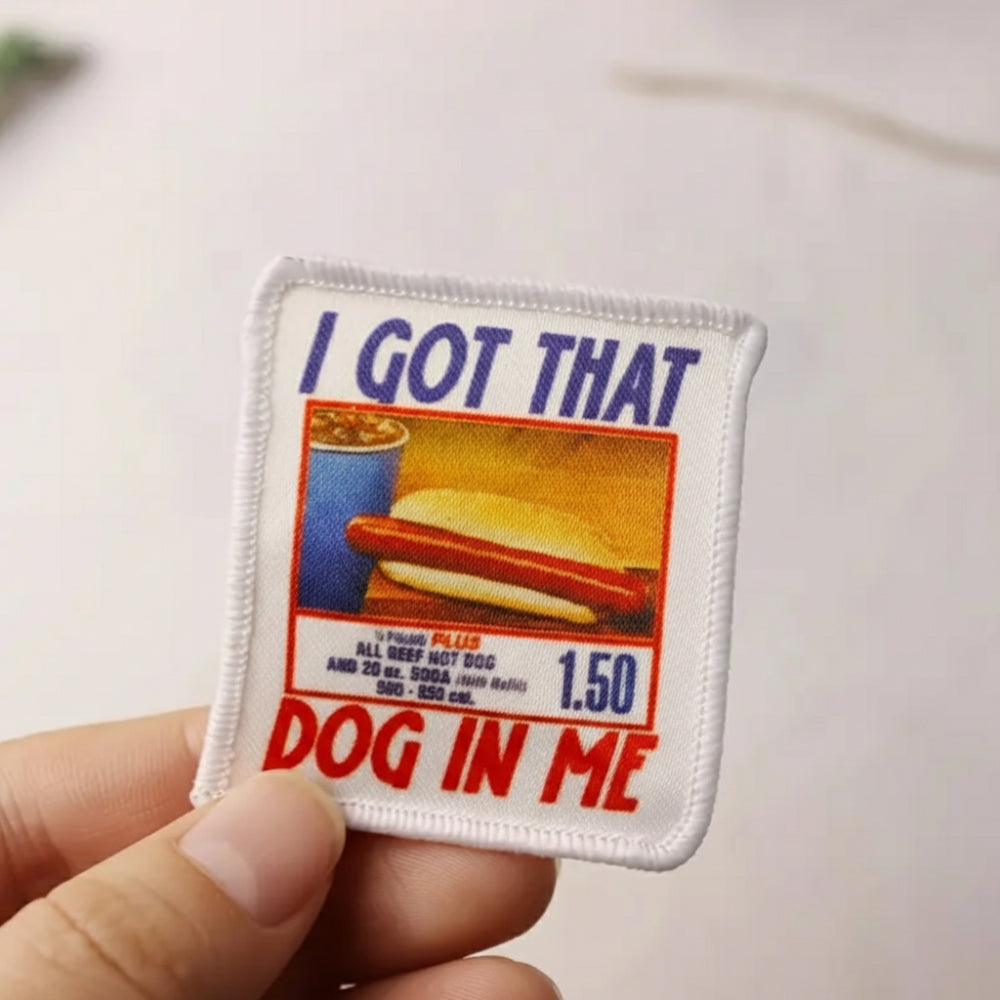 I GOT THAT
PLUS
ALL BEEF HOT DOG
AND 20 oz. SODA
1.50
DOG IN ME